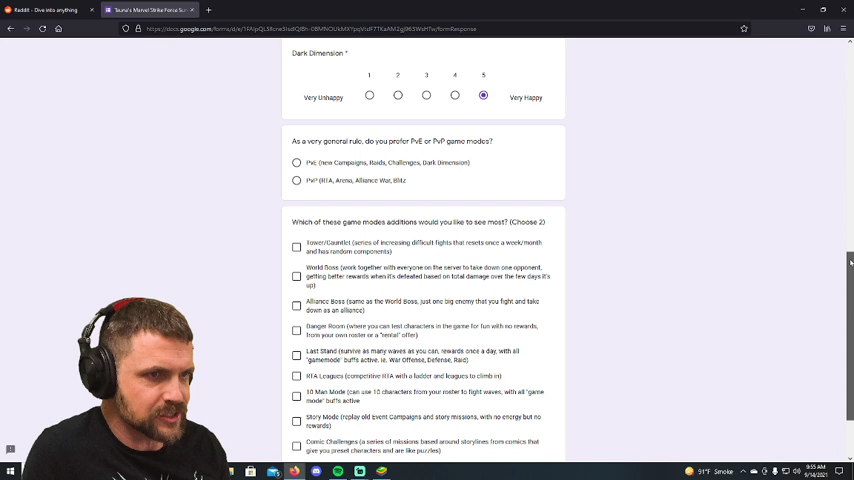 Reddit - Dive into anything
Tauna's Marvel Strike Force Sur
Dark Dimension *
1 2 3 4 5
Very Unhappy Very Happy
As a very general rule, do you prefer PvE or PvP game modes?
PvE (new Campaigns, Raids, Challenges, Dark Dimension)
PvP (RTA, Arena, Alliance War, Blitz
Which of these game modes additions would you like to see most? (Choose 2)
Tower/Gauntlet (series of increasing difficult fights that resets once a week/month
and has random components)
World Boss (work together with everyone on the server to take down one opponent,
getting better rewards when it's defeated based on total damage over the few days it's
up)
Alliance Boss (same as the World Boss, just one big enemy that you fight and take
down as an alliance)
Danger Room (where you can test characters in the game for fun with no rewards,
from your own roster or a "rental" offer)
Last Stand (survive as many waves as you can, rewards once a day, with all
"gamemode" buffs active. ie. War Offense, Defense, Raid)
RTA Leagues (competitive RTA with a ladder and leagues to climb in)
10 Man Mode (can use 10 characters from your roster to fight waves, with all "game
mode" buffs active
Story Mode (replay old Event Campaigns and story missions, with no energy but no
rewards)
Comic Challenges (a series of missions based around storylines from comics that
give you preset characters and are like puzzles)
91°F Smoke
9:55 AM
9/14/2021